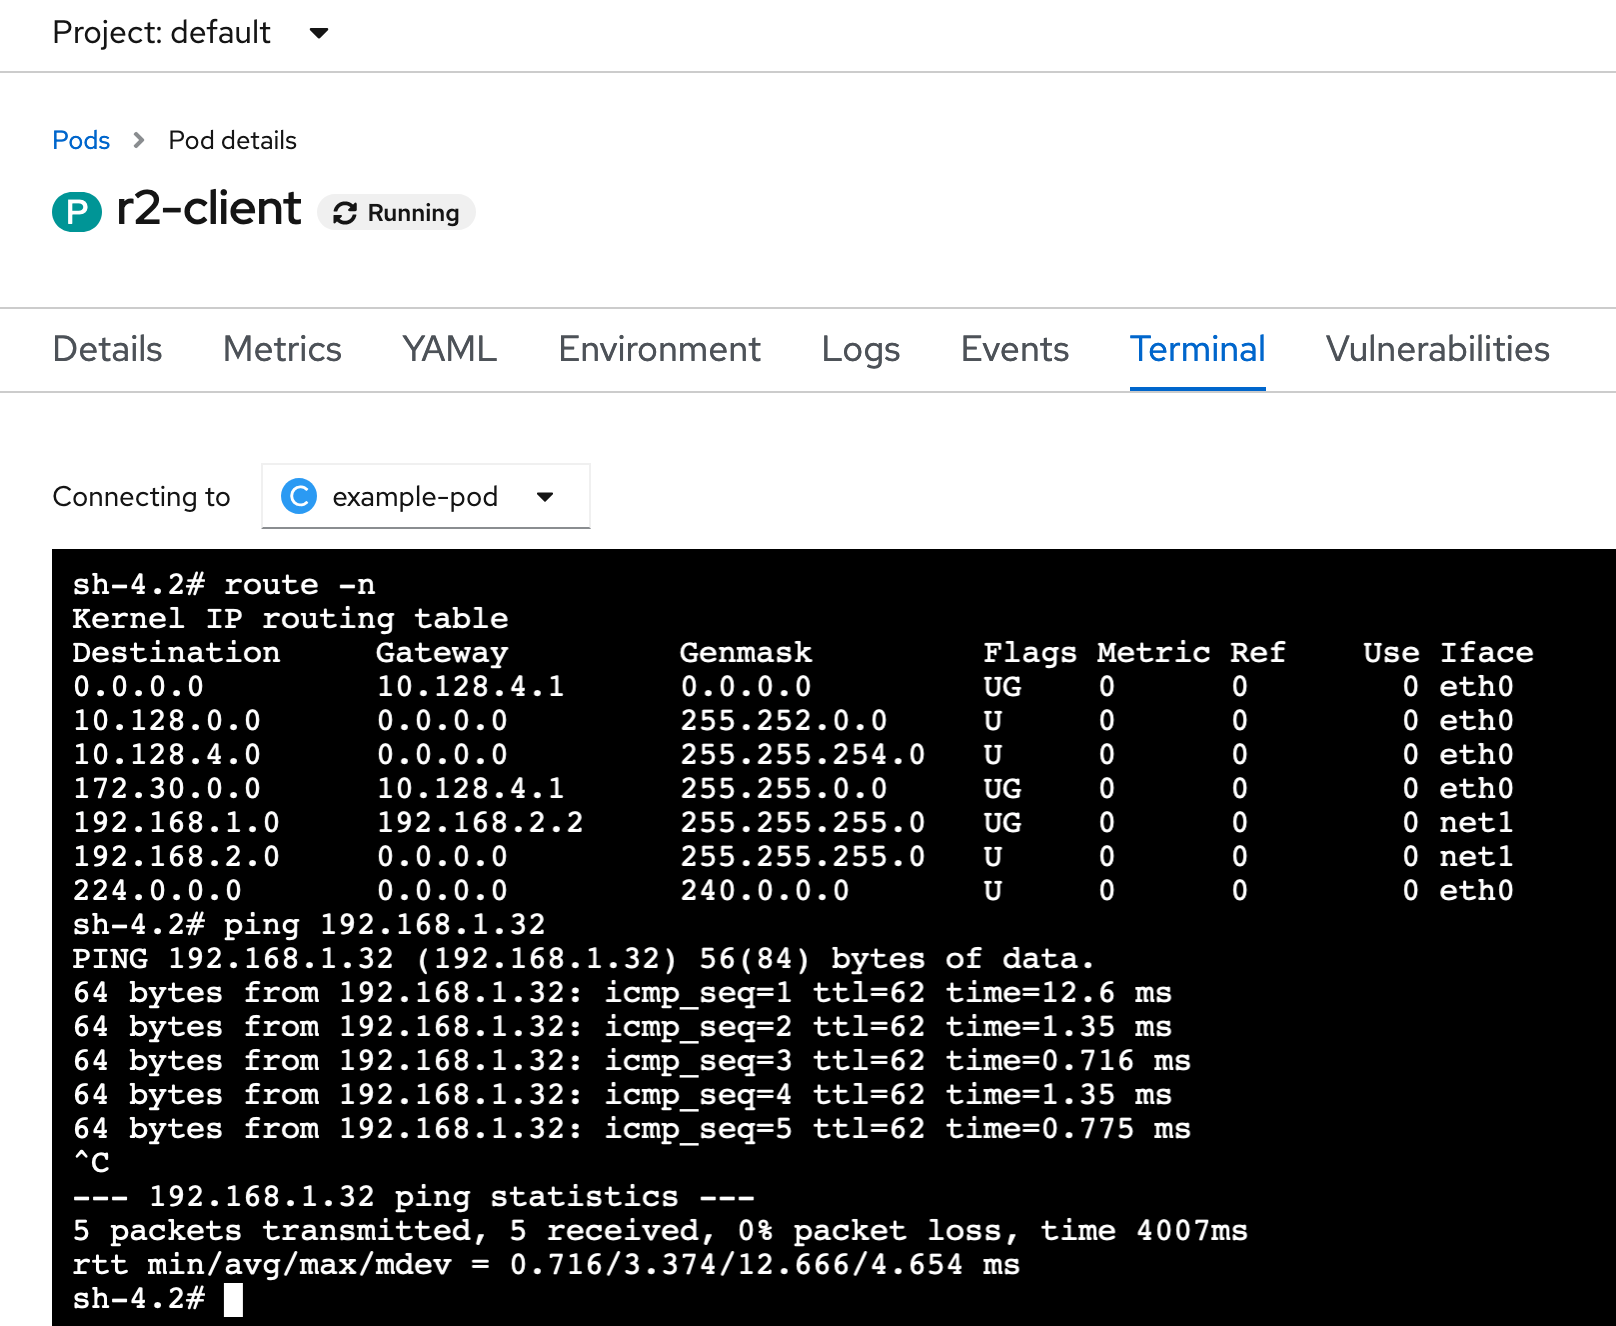 Project: default
Pods > Pod details
P r2-client Running
Details Metrics YAML Environment Logs Events Terminal Vulnerabilities
Connecting to C example-pod
sh-4.2# route -n
Kernel IP routing table
Destination Gateway Genmask Flags Metric Ref Use Iface
0.0.0.0 10.128.4.1 0.0.0.0 UG 0 0 0 eth0
10.128.0.0 0.0.0.0 255.252.0.0 U 0 0 0 eth0
10.128.4.0 0.0.0.0 255.255.254.0 U 0 0 0 eth0
172.30.0.0 10.128.4.1 255.255.0.0 UG 0 0 0 eth0
192.168.1.0 192.168.2.2 255.255.255.0 UG 0 0 0 net1
192.168.2.0 0.0.0.0 255.255.255.0 U 0 0 0 net1
224.0.0.0 0.0.0.0 240.0.0.0 U 0 0 0 eth0
sh-4.2# ping 192.168.1.32
PING 192.168.1.32 (192.168.1.32) 56(84) bytes of data.
64 bytes from 192.168.1.32: icmp_seq=1 ttl=62 time=12.6 ms
64 bytes from 192.168.1.32: icmp_seq=2 ttl=62 time=1.35 ms
64 bytes from 192.168.1.32: icmp_seq=3 ttl=62 time=0.716 ms
64 bytes from 192.168.1.32: icmp_seq=4 ttl=62 time=1.35 ms
64 bytes from 192.168.1.32: icmp_seq=5 ttl=62 time=0.775 ms
^C
--- 192.168.1.32 ping statistics ---
5 packets transmitted, 5 received, 0% packet loss, time 4007ms
rtt min/avg/max/mdev = 0.716/3.374/12.666/4.654 ms
sh-4.2#